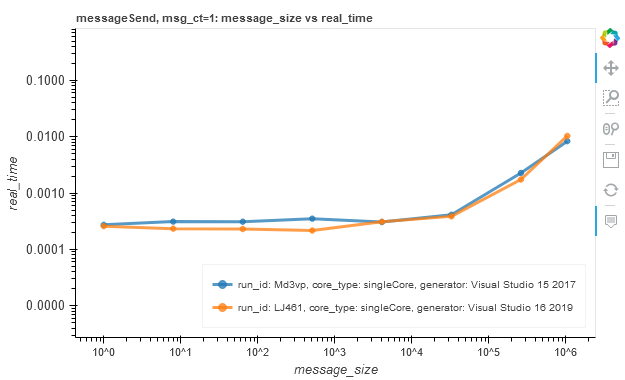 messageSend, msg_ct=1: message_size vs real_time
0.1000
0.0100
0.0010
0.0001
0.0000
real_time
run_id: Md3vp, core_type: singleCore, generator: Visual Studio 15 2017
run_id: LJ461, core_type: singleCore, generator: Visual Studio 16 2019
10^0 10^1 10^2 10^3 10^4 10^5 10^6
message_size